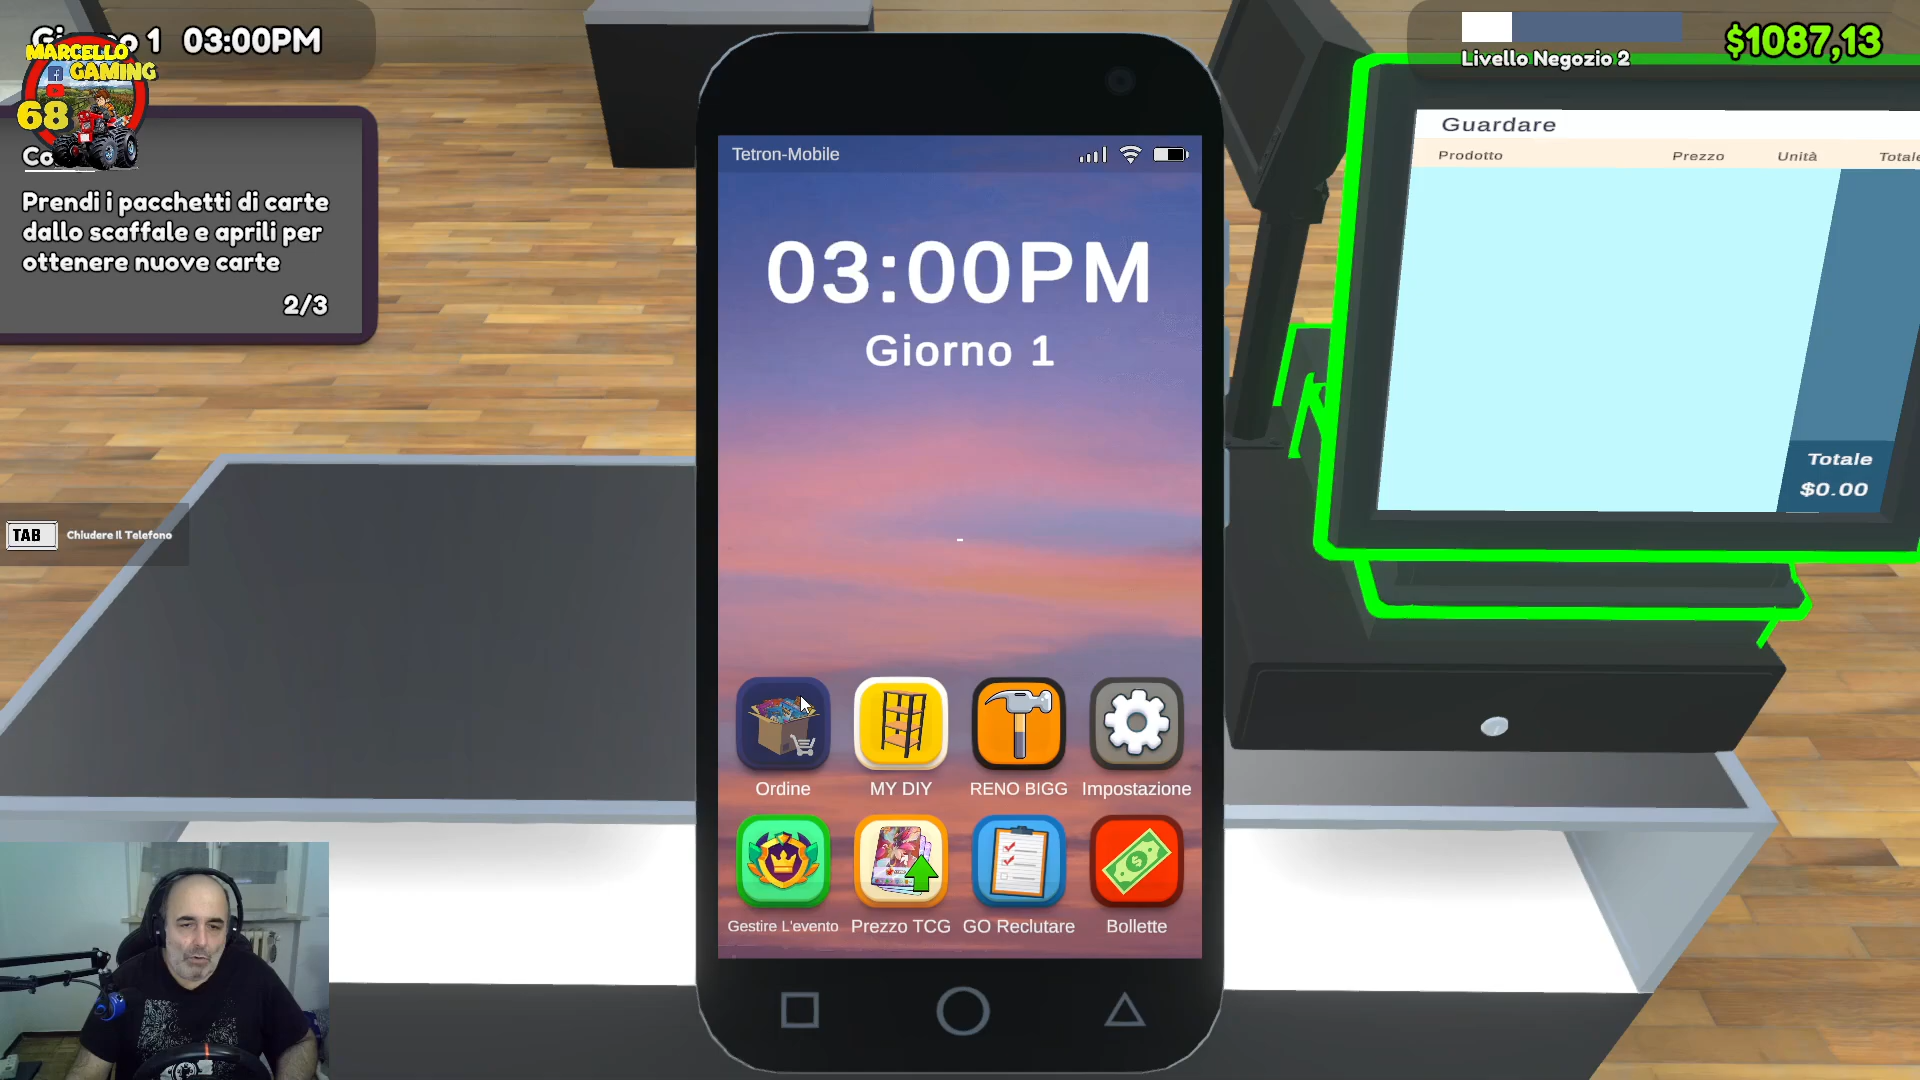 03:00PM
MARCELLO
GAMING
68
Livello Negozio 2
$1087,13
Prendi i pacchetti di carte
dallo scaffale e aprili per
ottenere nuove carte
2/3
TAB
Chiudere Il Telefono
Tetron-Mobile
03:00PM
Giorno 1
Ordine
MY DIY
RENO BIGG
Impostazione
Gestire L'evento
Prezzo TCG
GO Reclutare
Bollette
Guardare
Prodotto
Prezzo
Unità
Totale
Totale
$0.00